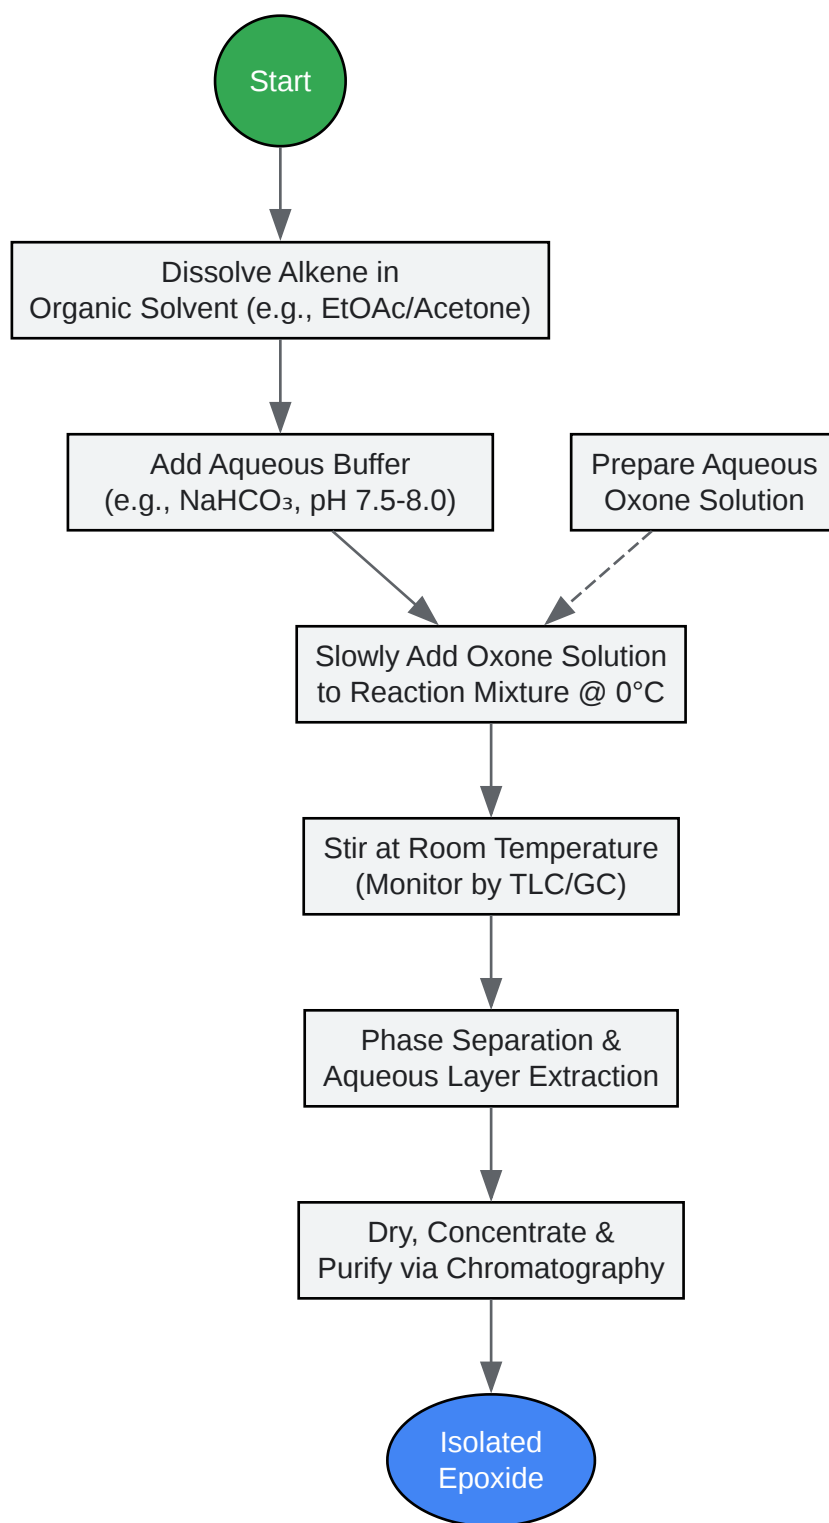 Start
Dissolve Alkene in
Organic Solvent (e.g., EtOAc/Acetone)
Add Aqueous Buffer
(e.g., NaHCO₃, pH 7.5-8.0)
Prepare Aqueous
Oxone Solution
Slowly Add Oxone Solution
to Reaction Mixture @ 0°C
Stir at Room Temperature
(Monitor by TLC/GC)
Phase Separation &
Aqueous Layer Extraction
Dry, Concentrate &
Purify via Chromatography
Isolated
Epoxide